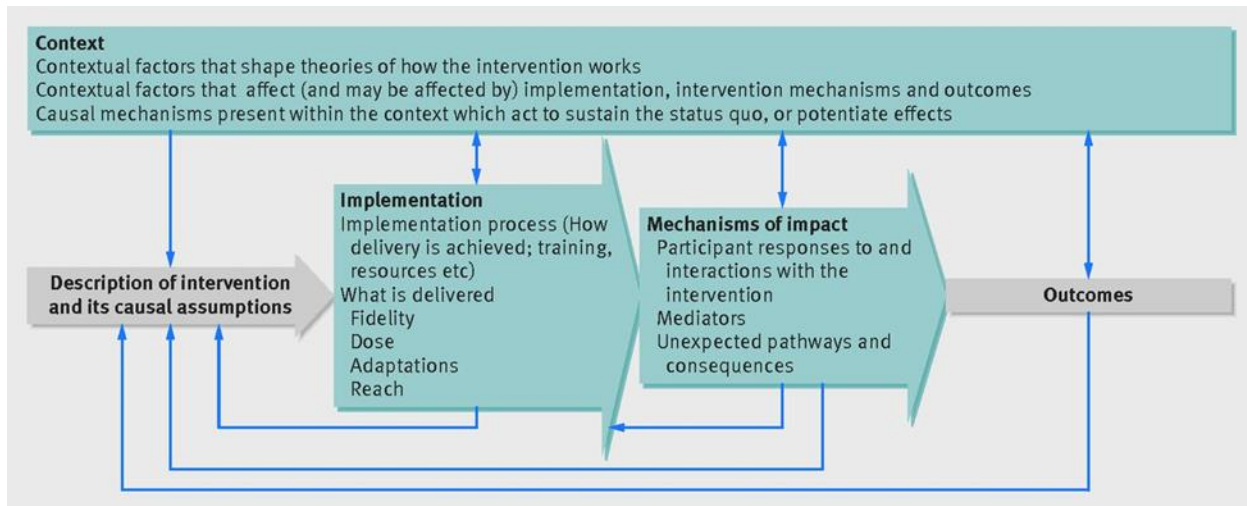 Context
Contextual factors that shape theories of how the intervention works
Contextual factors that affect (and may be affected by) implementation, intervention mechanisms and outcomes
Causal mechanisms present within the context which act to sustain the status quo, or potentiate effects
Description of intervention
and its causal assumptions
Implementation
Implementation process (How
delivery is achieved; training,
resources etc)
What is delivered
Fidelity
Dose
Adaptations
Reach
Mechanisms of impact
Participant responses to and
interactions with the
intervention
Mediators
Unexpected pathways and
consequences
Outcomes